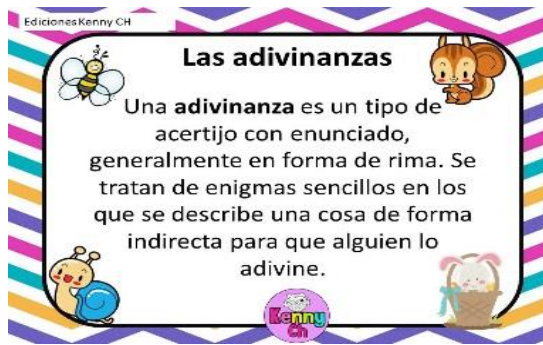 Ediciones Kenny CH
Las adivinanzas
Una adivinanza es un tipo de
acertijo con enunciado,
generalmente en forma de rima. Se
tratan de enigmas sencillos en los
que se describe una cosa de forma
indirecta para que alguien lo
adivine.
Kenny
Ch